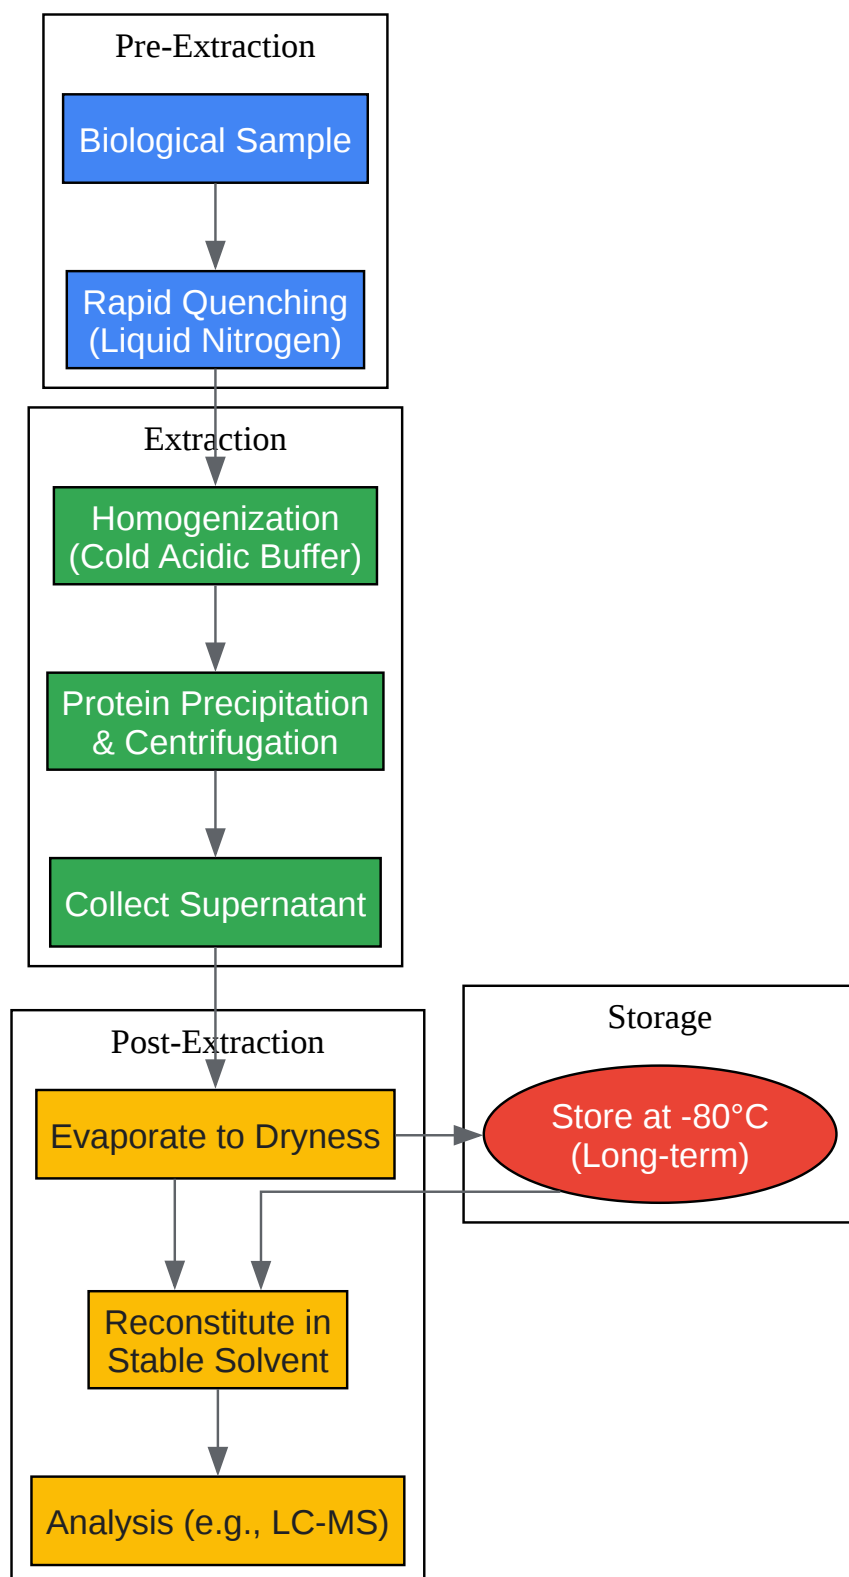 Pre-Extraction
Biological Sample
Rapid Quenching
(Liquid Nitrogen)
Extraction
Homogenization
(Cold Acidic Buffer)
Protein Precipitation
& Centrifugation
Collect Supernatant
Post-Extraction
Evaporate to Dryness
Storage
Store at -80°C
(Long-term)
Reconstitute in
Stable Solvent
Analysis (e.g., LC-MS)